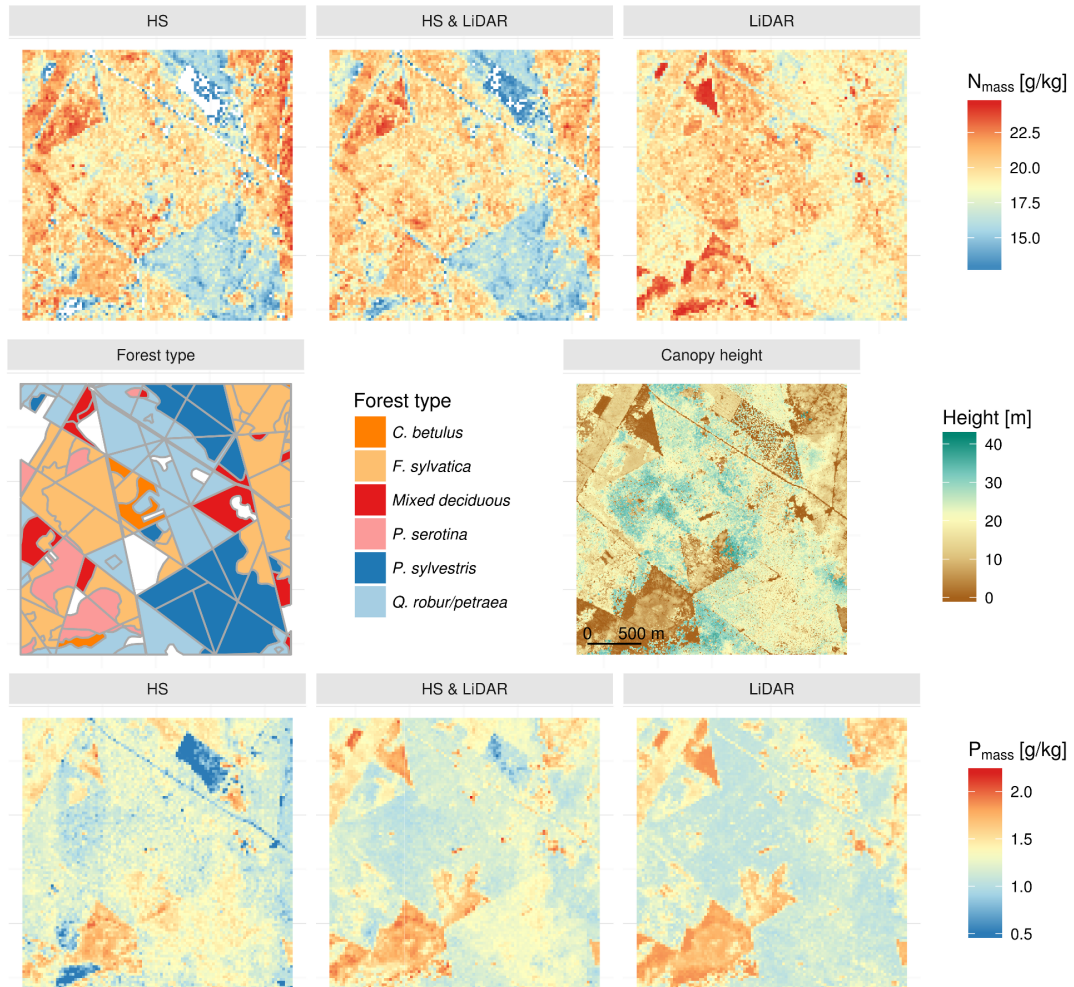 HS
HS & LiDAR
LiDAR
N mass [g/kg]
22.5
20.0
17.5
15.0
Forest type
Forest type
C. betulus
F. sylvatica
Mixed deciduous
P. serotina
P. sylvestris
Q. robur/petraea
Canopy height
0 500 m
Height [m]
40
30
20
10
0
HS
HS & LiDAR
LiDAR
P mass [g/kg]
2.0
1.5
1.0
0.5